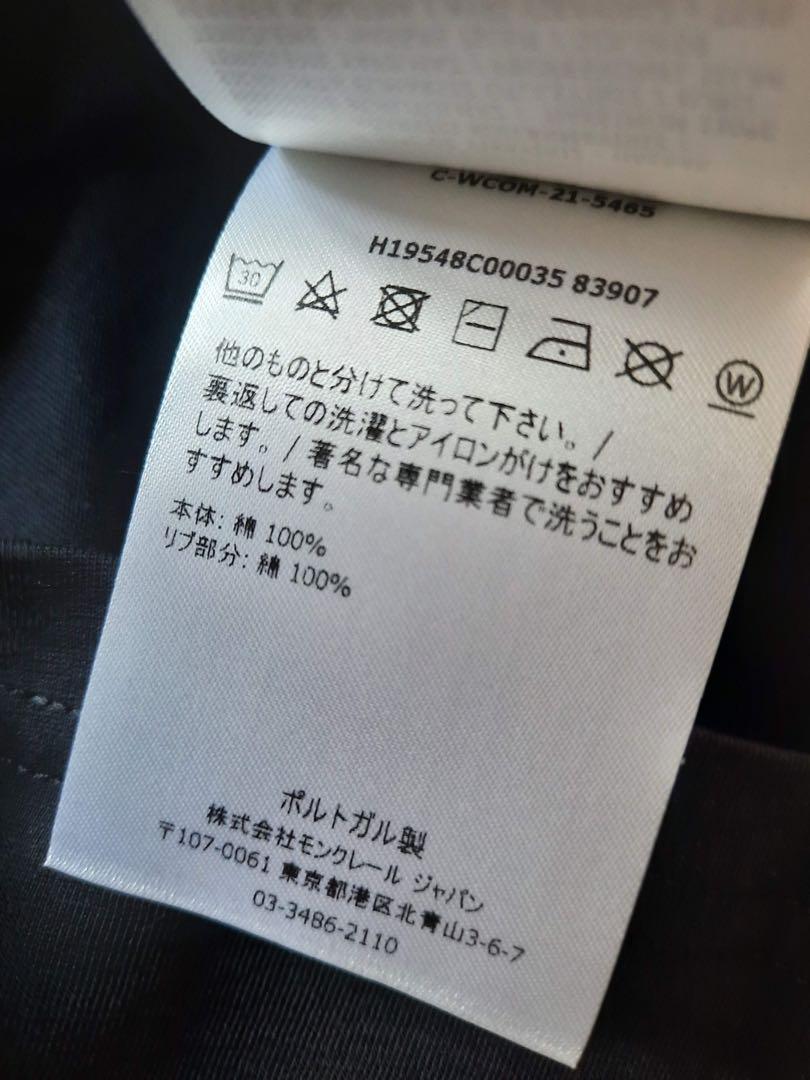 C-WCOM-21-5465
H19548C00035 83907
30
W
他のものと分けて洗って下さい。/
裏返しての洗濯とアイロンがけをおすすめ
します。/ 著名な専門業者で洗うことをお
すすめします。
本体: 綿 100%
リブ部分: 綿 100%
ポルトガル製
株式会社モンクレール ジャパン
〒107-0061 東京都港区北青山3-6-7
03-3486-2110